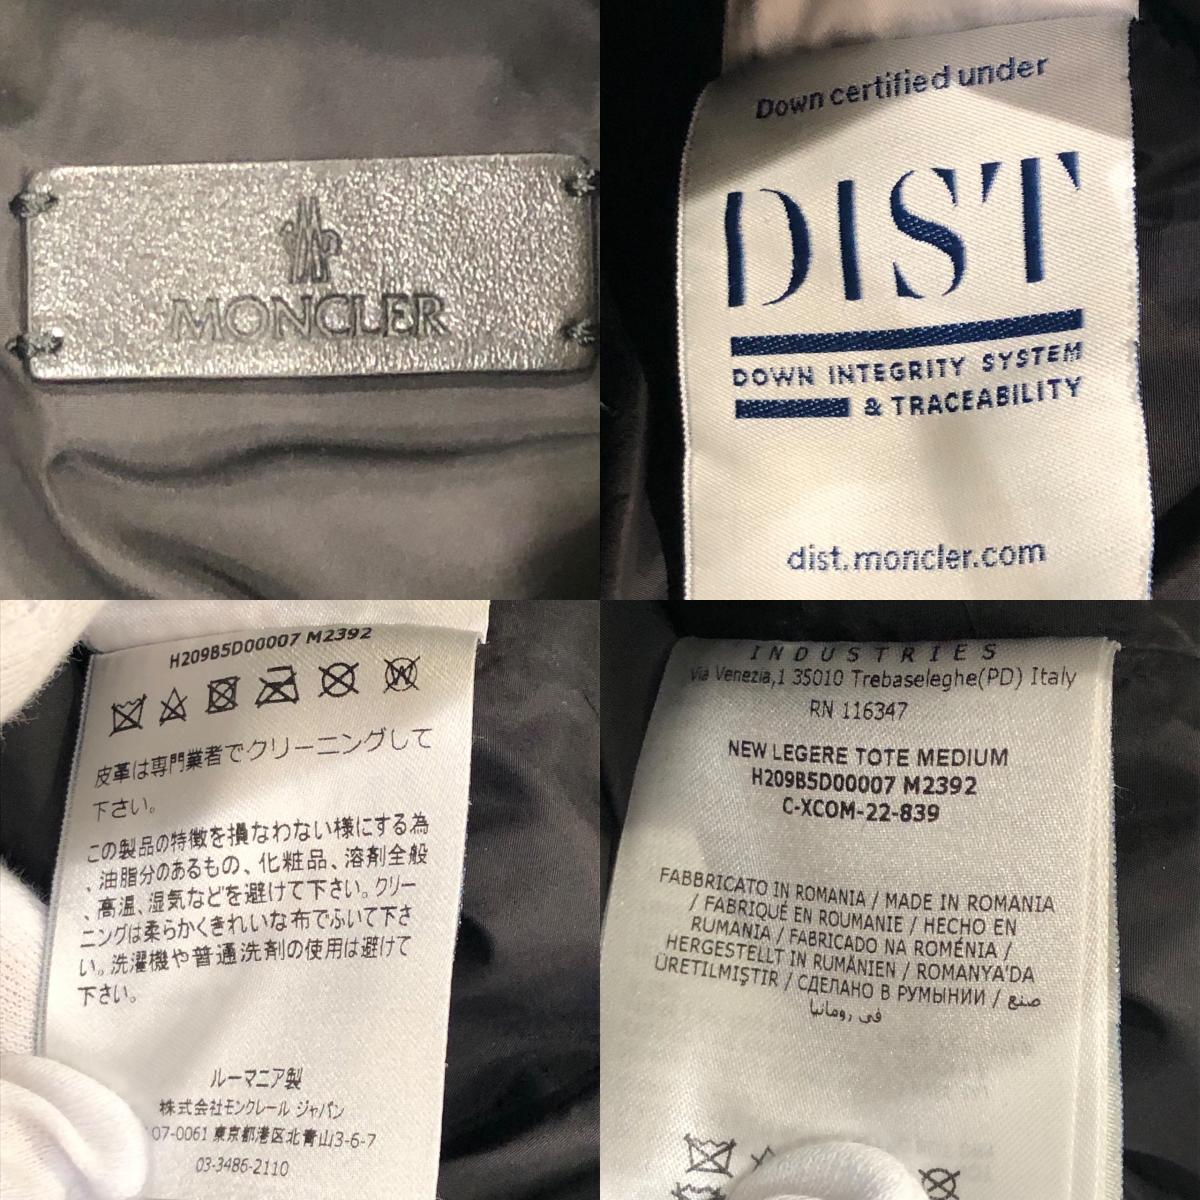 MONCLER
Down certified under
DIST
DOWN INTEGRITY SYSTEM
& TRACEABILITY
dist.moncler.com
H209B5D00007 M2392
皮革は専門業者でクリーニングして
下さい。
この製品の特徴を損なわない様にする為
、油脂分のあるもの、化粧品、溶剤全般
、高温、湿気などを避けて下さい。クリー
ニングは柔らかくきれいな布でふいて下さ
い。洗濯機や普通洗剤の使用は避けて
下さい。
ルーマニア製
株式会社モンクレール ジャパン
07-0061 東京都港区北青山3-6-7
03-3486-2110
INDUSTRIES
Via Venezia,1 35010 Trebaseleghe(PD) Italy
RN 116347
NEW LEGERE TOTE MEDIUM
H209B5D00007 M2392
C-XCOM-22-839
FABBRICATO IN ROMANIA / MADE IN ROMANIA
/ FABRIQUÉ EN ROUMANIE / HECHO EN
RUMANIA / FABRICADO NA ROMÉNIA /
HERGESTELLT IN RUMÄNIEN / ROMANYA'DA
ÜRETILMIŞTIR / СДЕЛАНО В РУМЫНИИ / صنع
في رومانيا